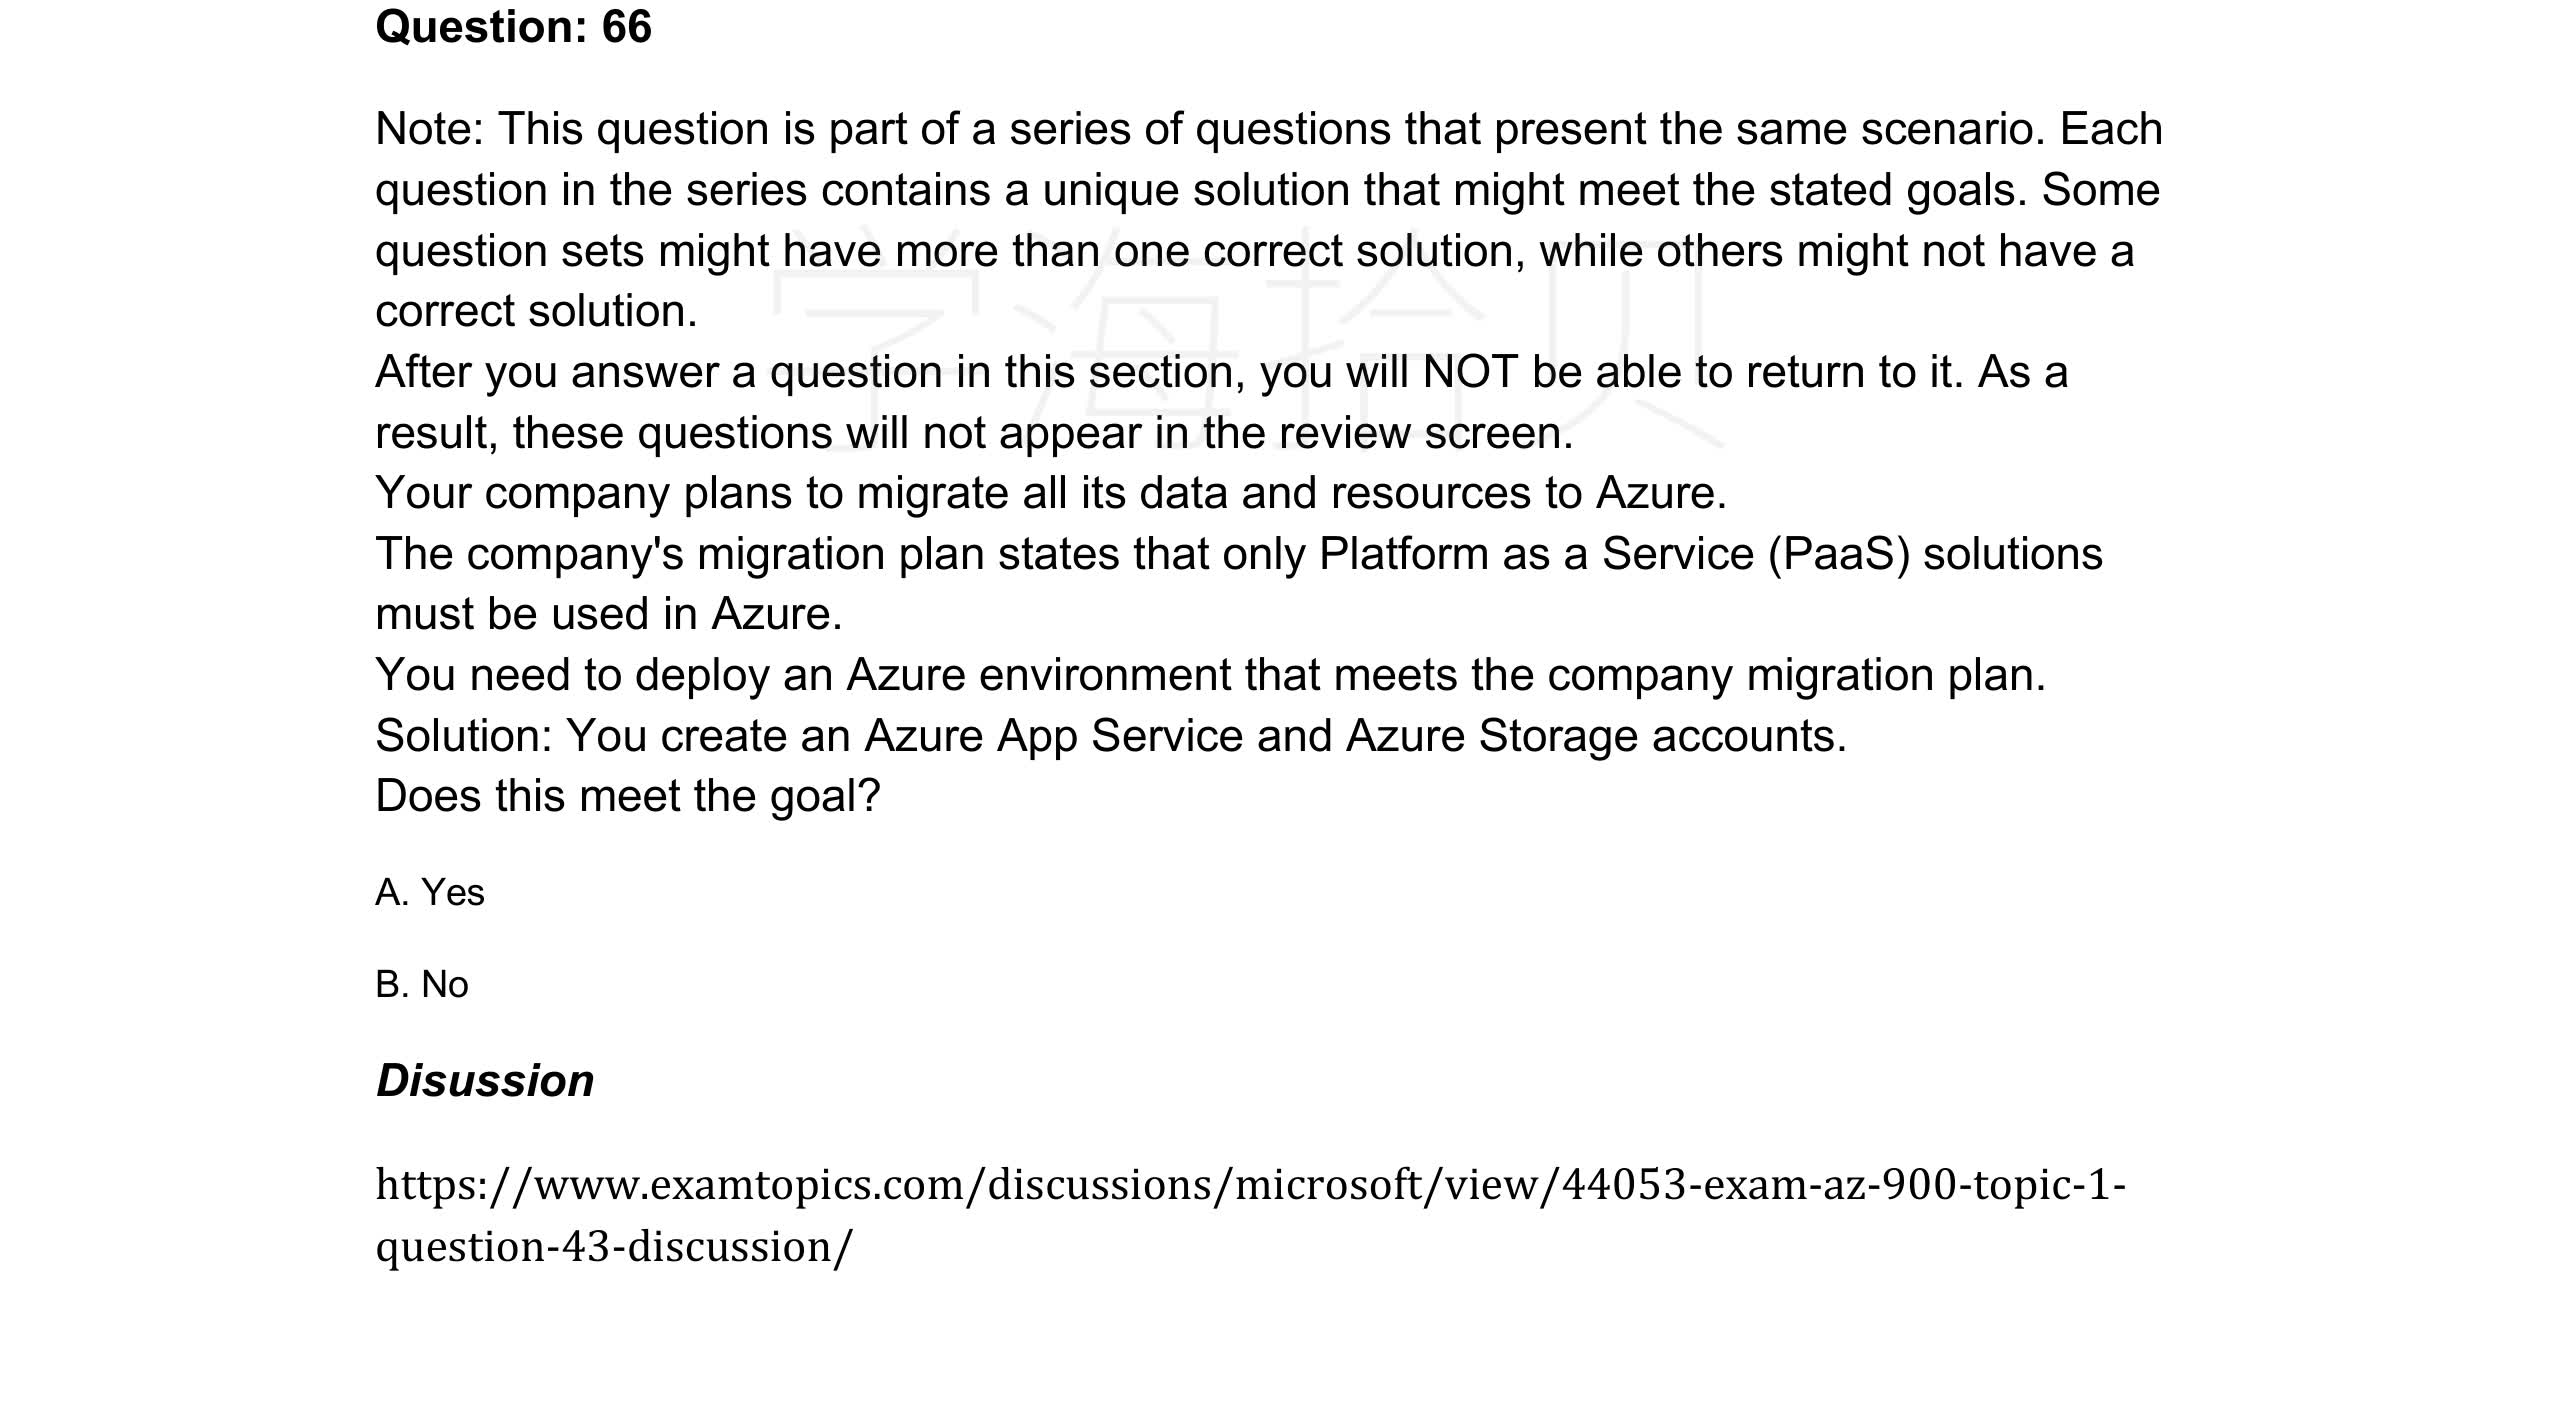 Question: 66
Note: This question is part of a series of questions that present the same scenario. Each
question in the series contains a unique solution that might meet the stated goals. Some
question sets might have more than one correct solution, while others might not have a
correct solution.
After you answer a question in this section, you will NOT be able to return to it. As a
result, these questions will not appear in the review screen.
Your company plans to migrate all its data and resources to Azure.
The company's migration plan states that only Platform as a Service (PaaS) solutions
must be used in Azure.
You need to deploy an Azure environment that meets the company migration plan.
Solution: You create an Azure App Service and Azure Storage accounts.
Does this meet the goal?
A. Yes
B. No
Disussion
https://www.examtopics.com/discussions/microsoft/view/44053-exam-az-900-topic-1-
question-43-discussion/
学海拾贝